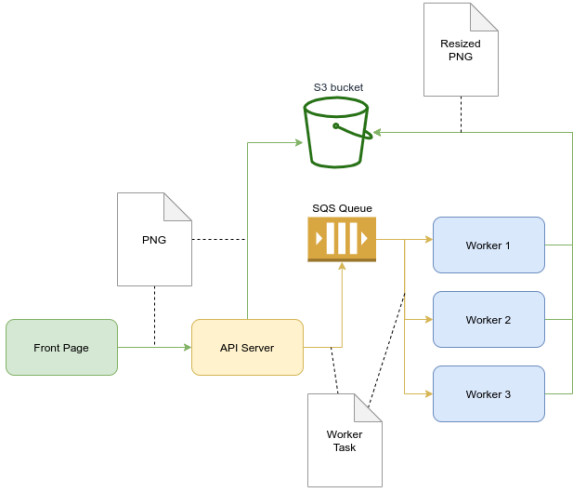 Resized
PNG
S3 bucket
PNG
SQS Queue
Worker 1
Worker 2
Front Page
API Server
Worker 3
Worker
Task